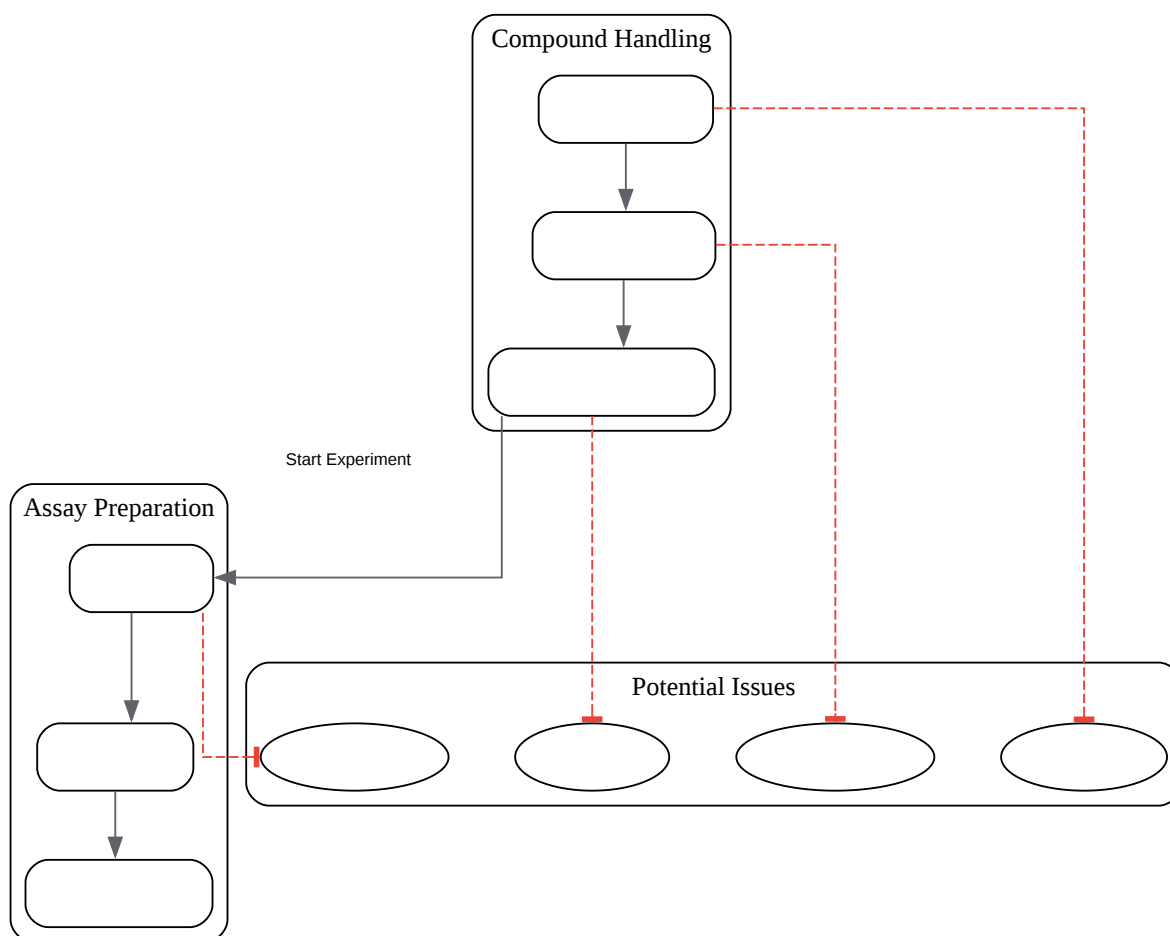 Compound Handling
Start Experiment
Assay Preparation
Potential Issues